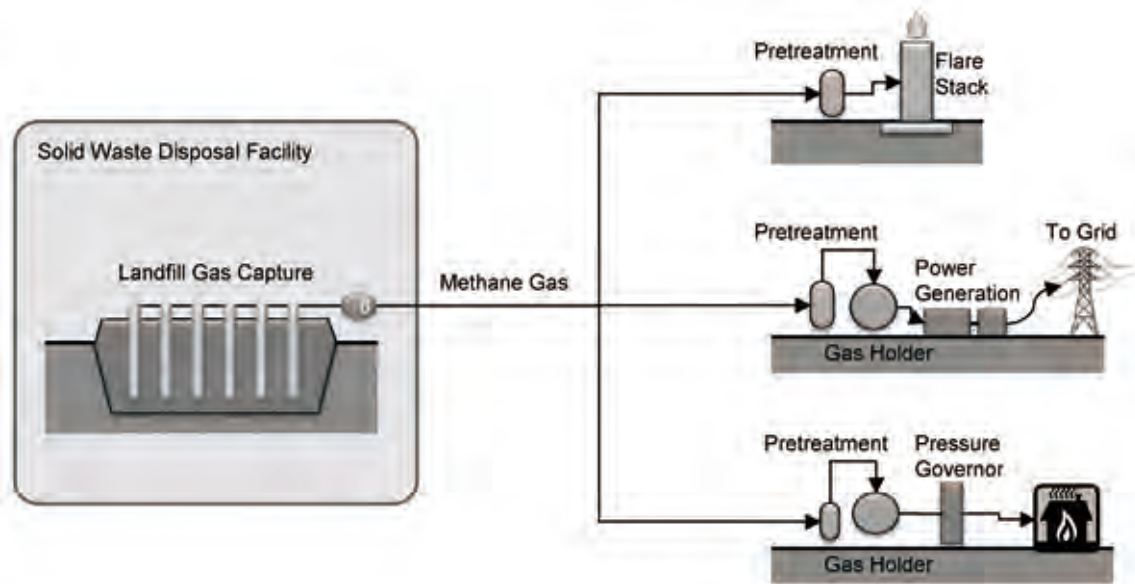 Pretreatment
Flare
Stack
Solid Waste Disposal Facility
Landfill Gas Capture
Methane Gas
Pretreatment
Power
Generation
To Grid
Gas Holder
Pretreatment
Pressure
Governor
Gas Holder